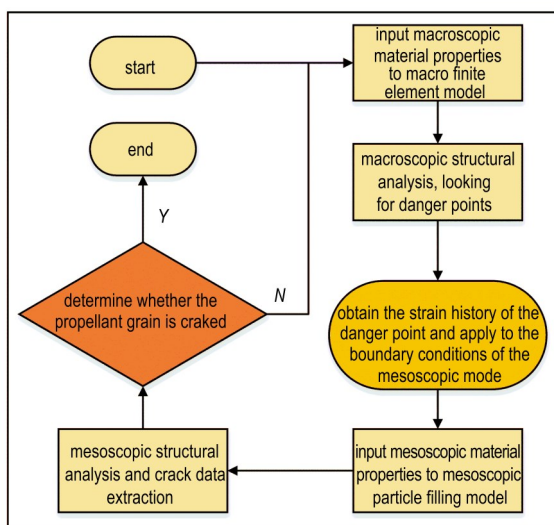 start
input macroscopic
material properties
to macro finite
element model
end
macroscopic structural
analysis, looking
for danger points
Y
N
determine whether the
propellant grain is craked
obtain the strain history of the
danger point and apply to the
boundary conditions of the
mesoscopic mode
mesoscopic structural
analysis and crack data
extraction
input mesoscopic material
properties to mesoscopic
particle filling model